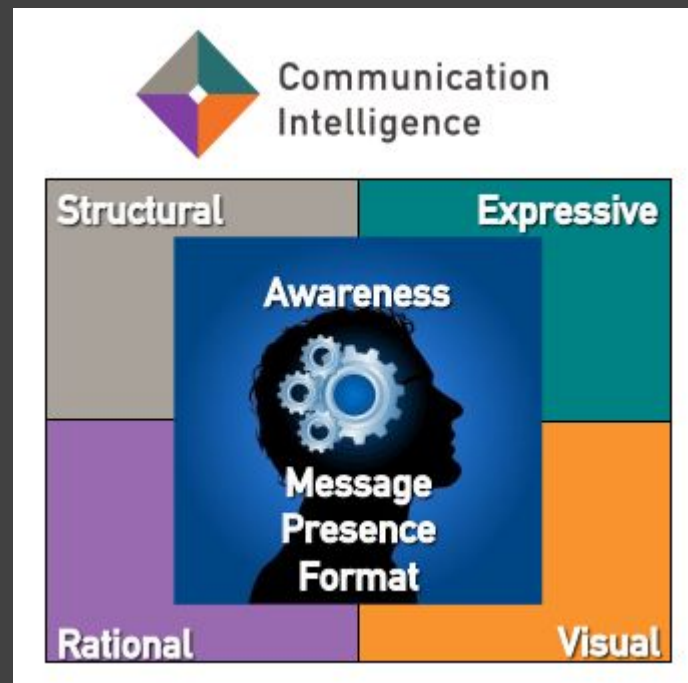 Communication
Intelligence
Structural
Expressive
Awareness
Message
Presence
Format
Rational
Visual